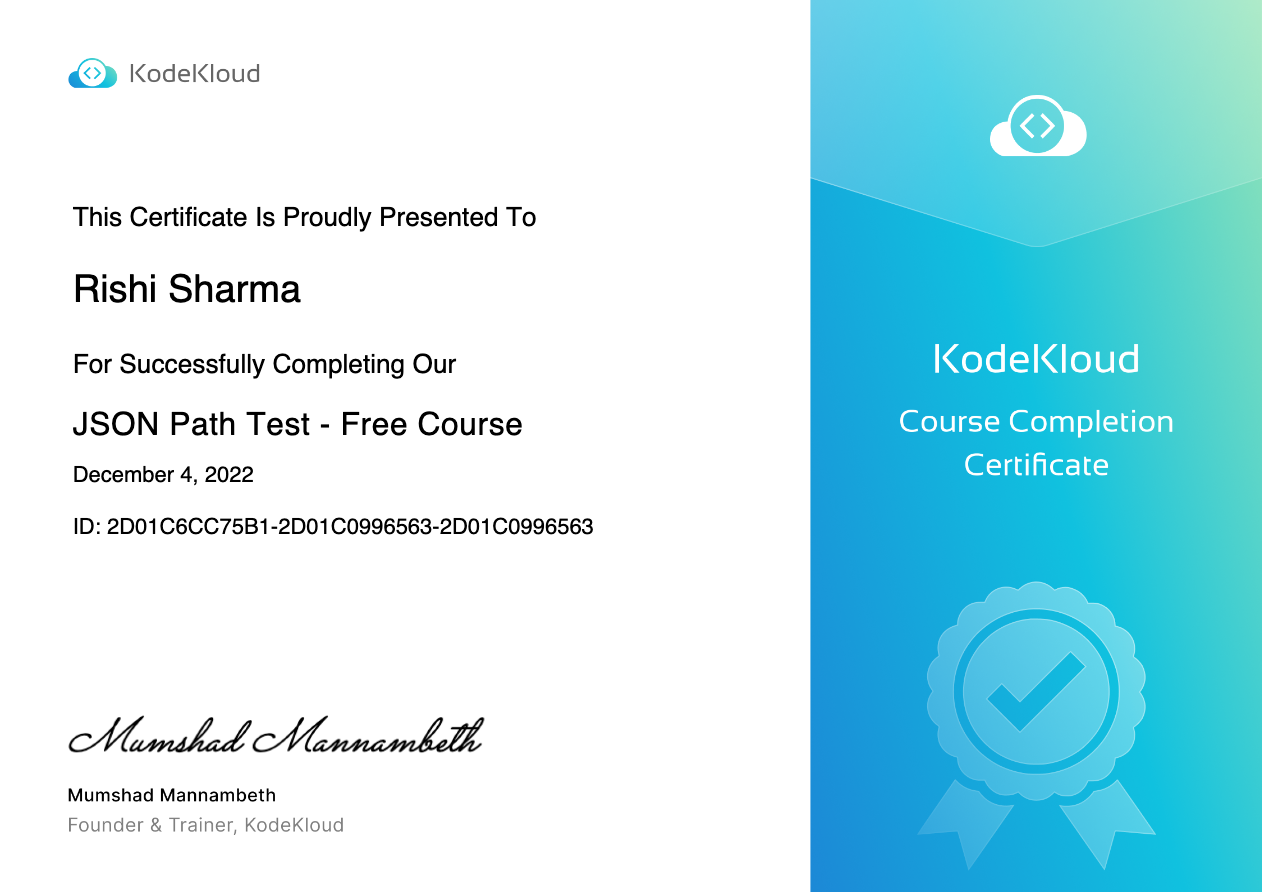 KodeKloud
This Certificate Is Proudly Presented To
Rishi Sharma
For Successfully Completing Our
JSON Path Test - Free Course
December 4, 2022
ID: 2D01C6CC75B1-2D01C0996563-2D01C0996563
Mumshad Mannambeth
Mumshad Mannambeth
Founder & Trainer, KodeKloud
KodeKloud
Course Completion
Certificate